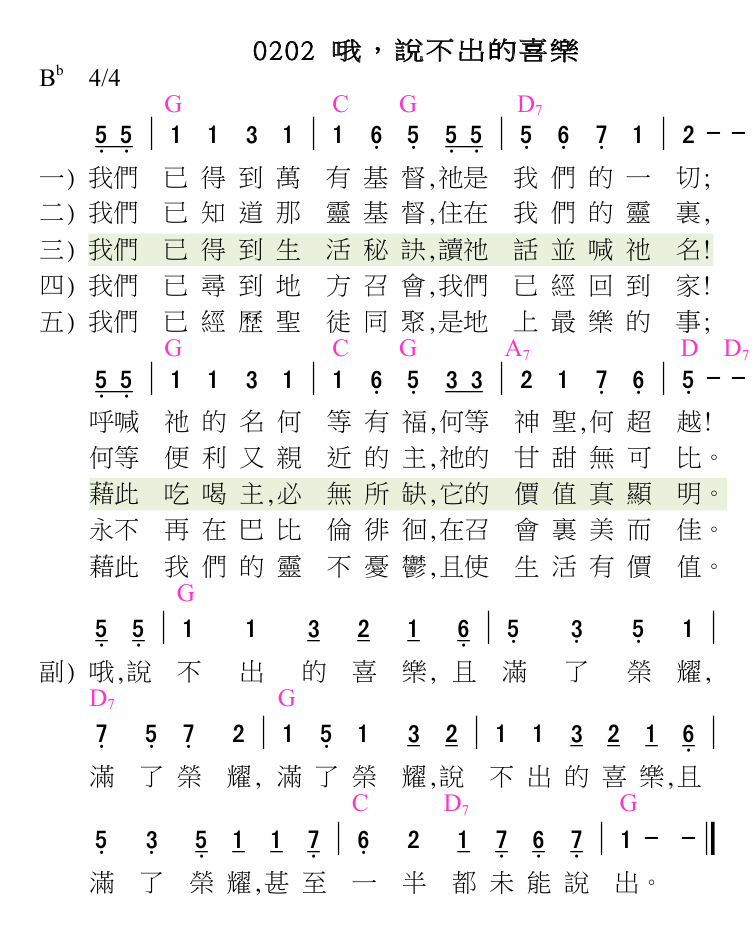 0202 哦，說不出的喜樂
B♭ 4/4
G C G D7
5 5 | 1 1 3 1 | 1 6 5 5 5 | 5 6 7 1 | 2 – –
一) 我們 已得到萬 有基督,祂是 我們的一 切;
二) 我們 已知道那 靈基督,住在 我們的靈 裏,
三) 我們 已得到生 活秘訣,讀祂 話並喊祂 名!
四) 我們 已尋到地 方召會,我們 已經回到 家!
五) 我們 已經歷聖 徒同聚,是地 上最樂的 事;
G C G A7 D D7
5 5 | 1 1 3 1 | 1 6 5 3 3 | 2 1 7 6 | 5 – –
呼喊 祂的名何 等有福,何等 神聖,何超 越!
何等 便利又親 近的主,祂的 甘甜無可 比。
藉此 吃喝主,必 無所缺,它的 價值真顯 明。
永不 再在巴比 倫徘徊,在召 會裏美而 佳。
藉此 我們的靈 不憂鬱,且使 生活有價 值。
G
5 5 | 1 1 3 2 1 6 | 5 3 5 1 |
副) 哦,說 不 出 的 喜 樂, 且 滿 了 榮 耀,
D7 G
7 5 7 2 | 1 5 1 3 2 | 1 1 3 2 1 6 |
滿 了 榮 耀, 滿 了 榮 耀,說 不 出 的 喜 樂,且
C D7 G
5 3 5 1 1 7 | 6 2 1 7 6 7 | 1 – – ||
滿 了 榮 耀,甚 至 一 半 都 未 能 說 出。